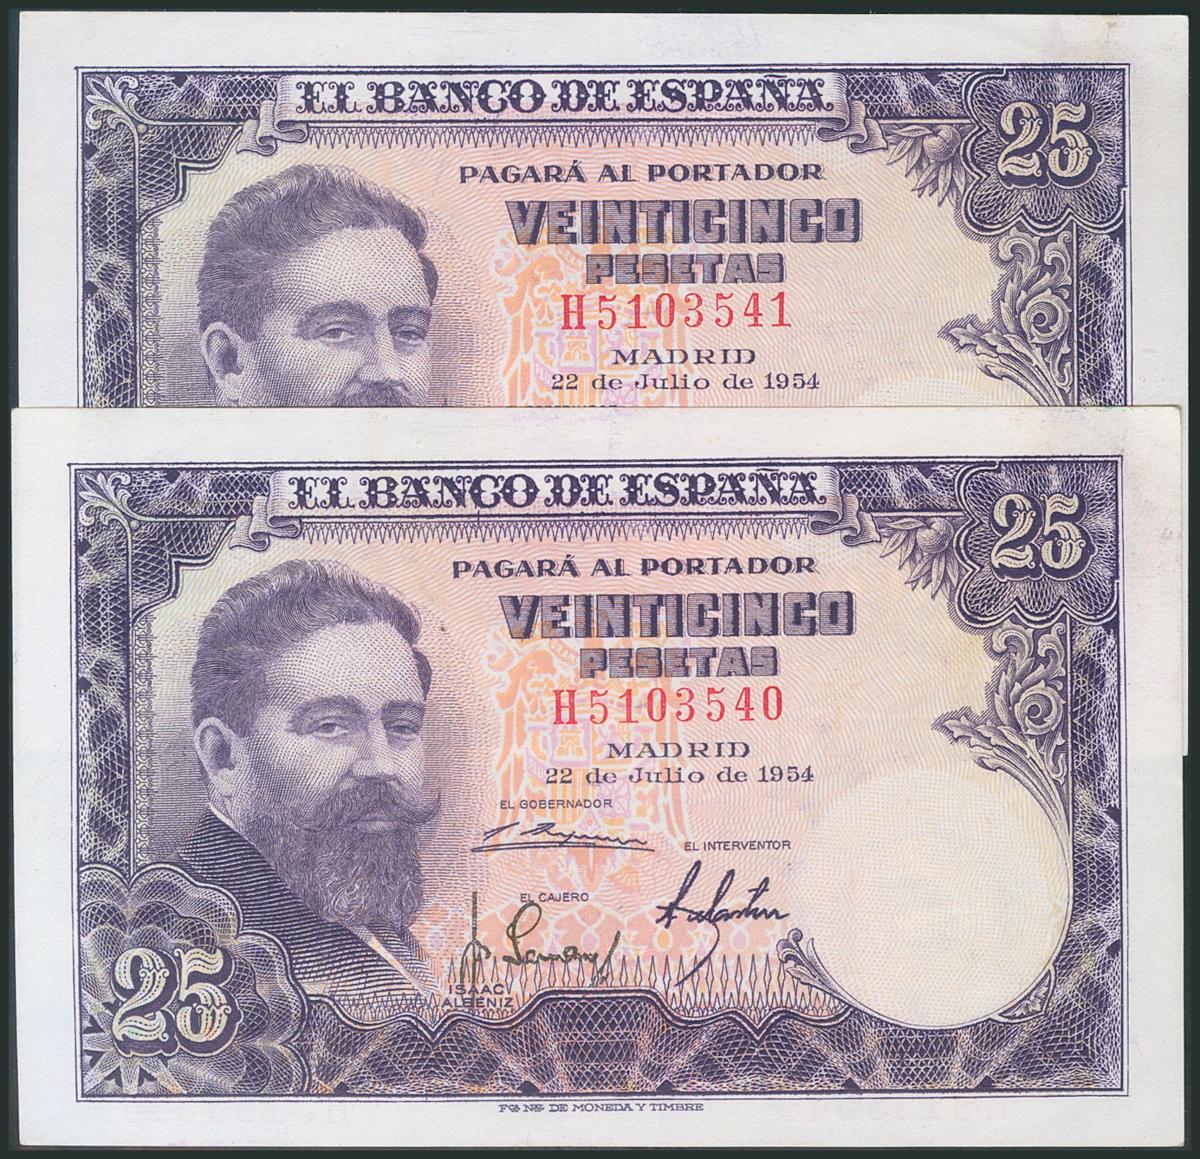 EL BANCO DE ESPAÑA
25
PAGARÁ AL PORTADOR
VEINTICINCO
PESETAS
H5103541
MADRID
22 de Julio de 1954
EL BANCO DE ESPAÑA
25
PAGARÁ AL PORTADOR
VEINTICINCO
PESETAS
H5103540
MADRID
22 de Julio de 1954
EL GOBERNADOR
EL INTERVENTOR
EL CAJERO
ISAAC
ALBENIZ
25
Fca Nal DE MONEDA Y TIMBRE